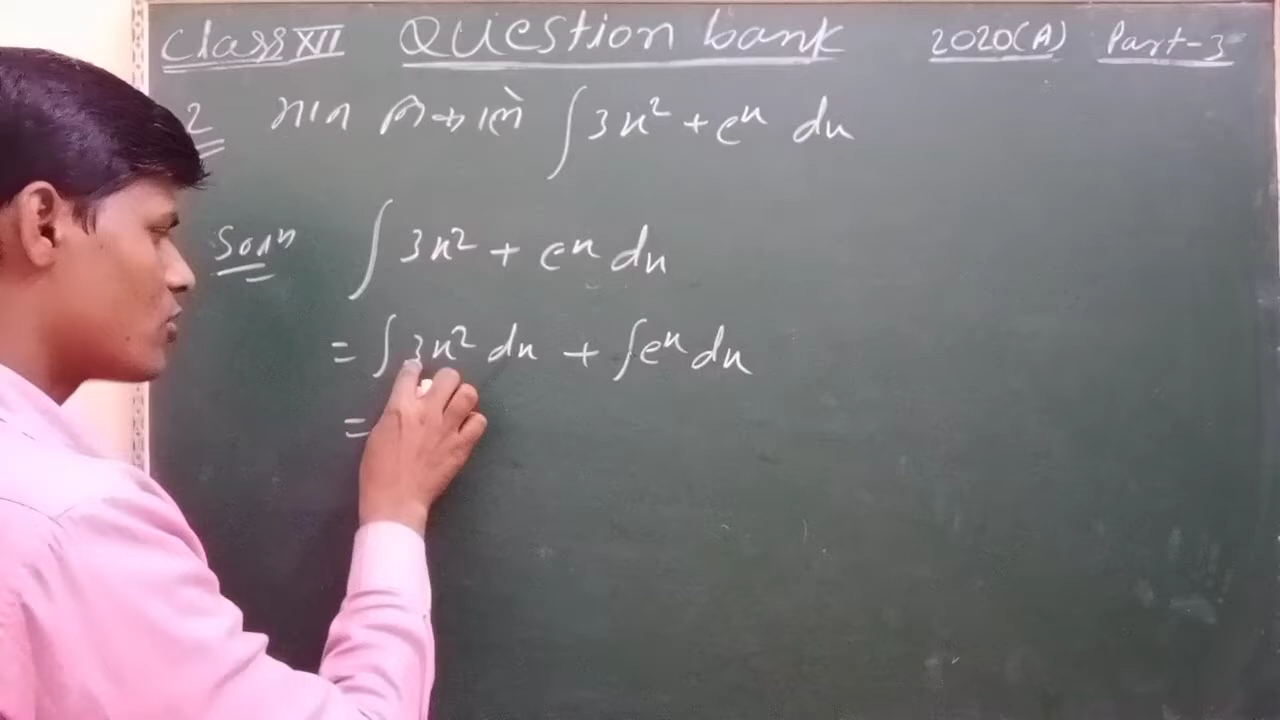 Class XII Question bank 2020(A) Part-3
2 मान निकालें ∫3x² + eˣ dx
Solⁿ ∫3x² + eˣ dx
= ∫3x² dx + ∫eˣ dx
=